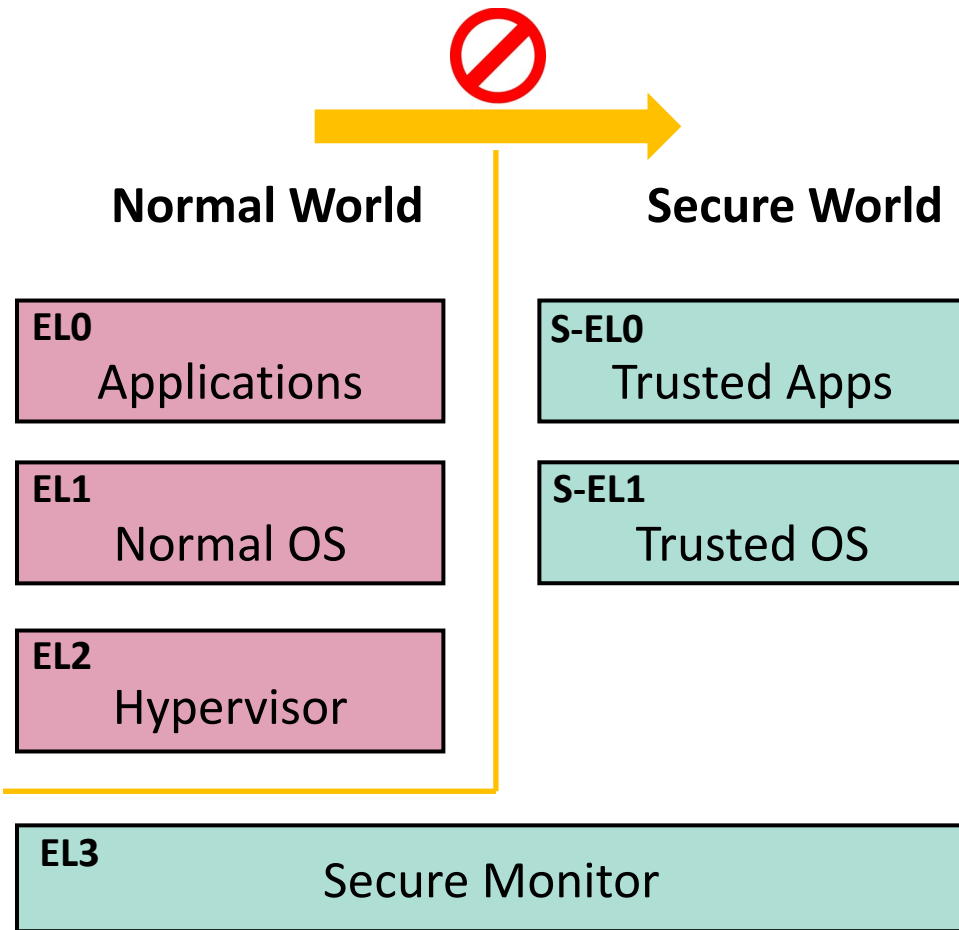 Normal World
Secure World
EL0
Applications
S-EL0
Trusted Apps
EL1
Normal OS
S-EL1
Trusted OS
EL2
Hypervisor
EL3
Secure Monitor